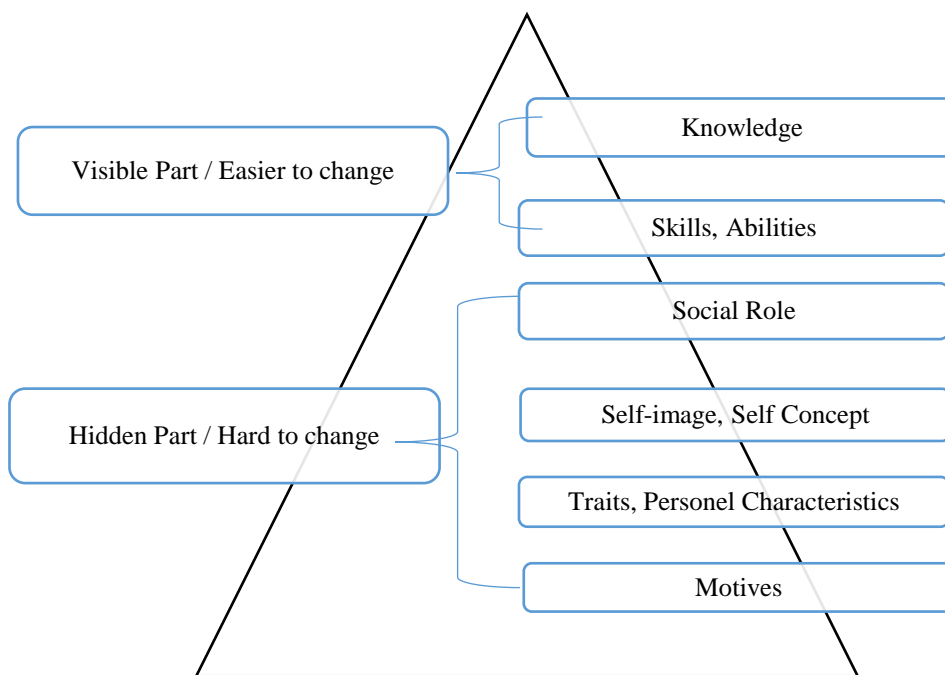 Knowledge
Visible Part / Easier to change
Skills, Abilities
Social Role
Self-image, Self Concept
Hidden Part / Hard to change
Traits, Personel Characteristics
Motives